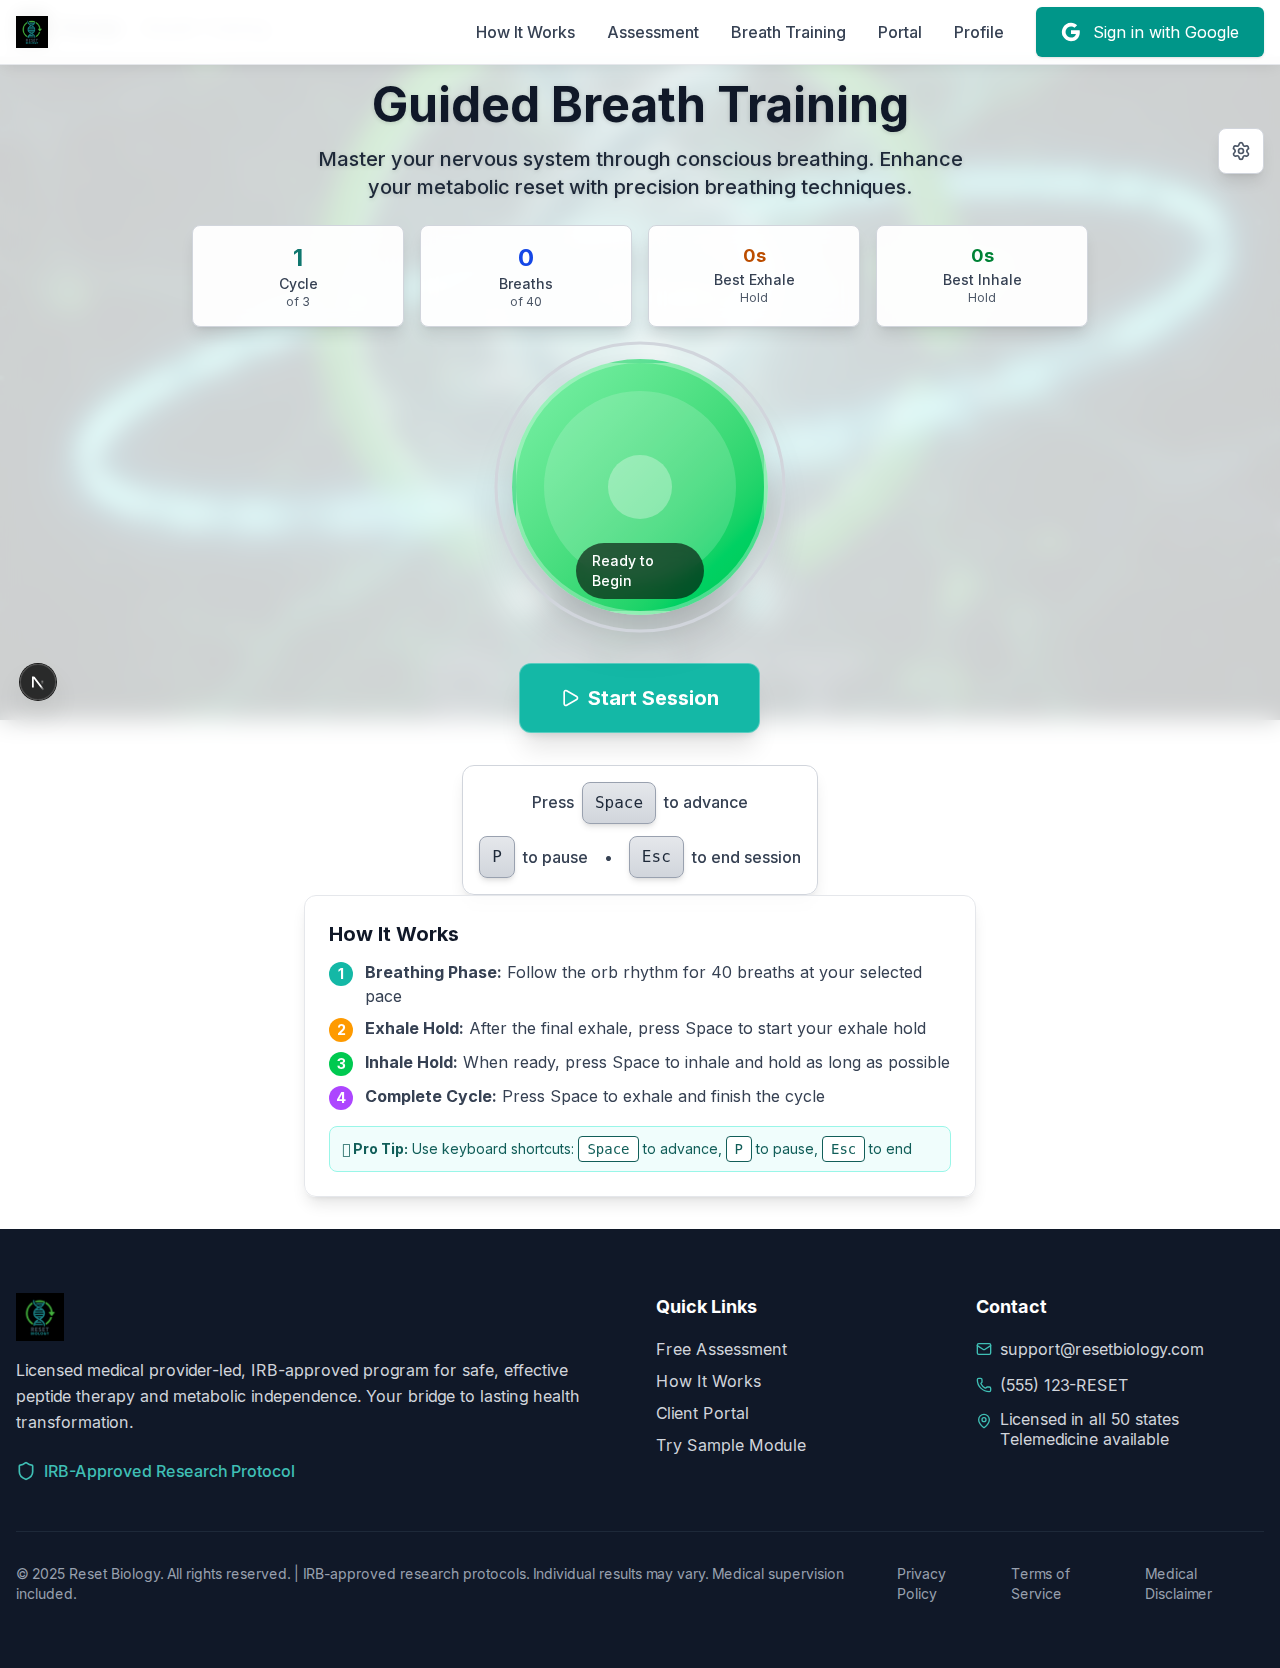 How It Works
Assessment
Breath Training
Portal
Profile
Sign in with Google
Guided Breath Training
Master your nervous system through conscious breathing. Enhance
your metabolic reset with precision breathing techniques.
1
Cycle
of 3
0
Breaths
of 40
0s
Best Exhale
Hold
0s
Best Inhale
Hold
Ready to
Begin
N
Start Session
Press Space to advance
P to pause • Esc to end session
How It Works
1 Breathing Phase: Follow the orb rhythm for 40 breaths at your selected
pace
2 Exhale Hold: After the final exhale, press Space to start your exhale hold
3 Inhale Hold: When ready, press Space to inhale and hold as long as possible
4 Complete Cycle: Press Space to exhale and finish the cycle
Pro Tip: Use keyboard shortcuts: Space to advance, P to pause, Esc to end
RESET
BIOLOGY
Licensed medical provider-led, IRB-approved program for safe, effective
peptide therapy and metabolic independence. Your bridge to lasting health
transformation.
IRB-Approved Research Protocol
Quick Links
Free Assessment
How It Works
Client Portal
Try Sample Module
Contact
support@resetbiology.com
(555) 123-RESET
Licensed in all 50 states
Telemedicine available
© 2025 Reset Biology. All rights reserved. | IRB-approved research protocols. Individual results may vary. Medical supervision
included.
Privacy
Policy
Terms of
Service
Medical
Disclaimer